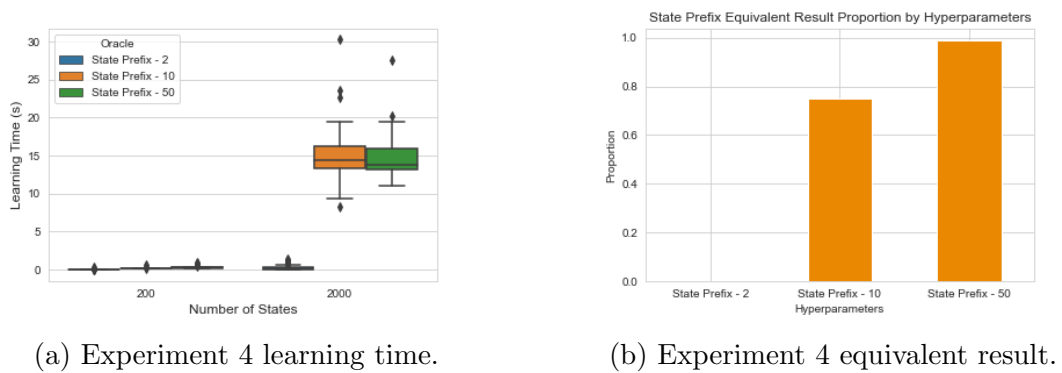 Oracle
State Prefix - 2
State Prefix - 10
State Prefix - 50
30
25
20
15
10
5
0
Learning Time (s)
200
2000
Number of States
(a) Experiment 4 learning time.
State Prefix Equivalent Result Proportion by Hyperparameters
1.0
0.8
0.6
0.4
0.2
0.0
Proportion
State Prefix - 2
State Prefix - 10
State Prefix - 50
Hyperparameters
(b) Experiment 4 equivalent result.